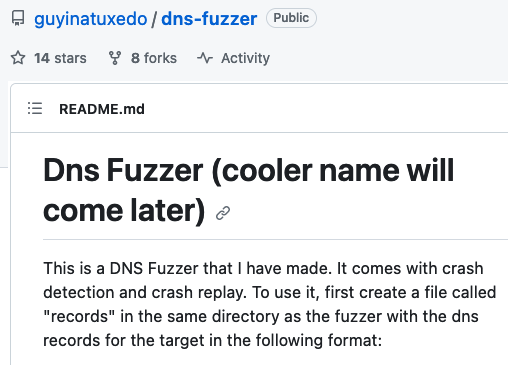 guyinatuxedo / dns-fuzzer Public
14 stars 8 forks Activity
README.md
Dns Fuzzer (cooler name will
come later)
This is a DNS Fuzzer that I have made. It comes with crash
detection and crash replay. To use it, first create a file called
"records" in the same directory as the fuzzer with the dns
records for the target in the following format: